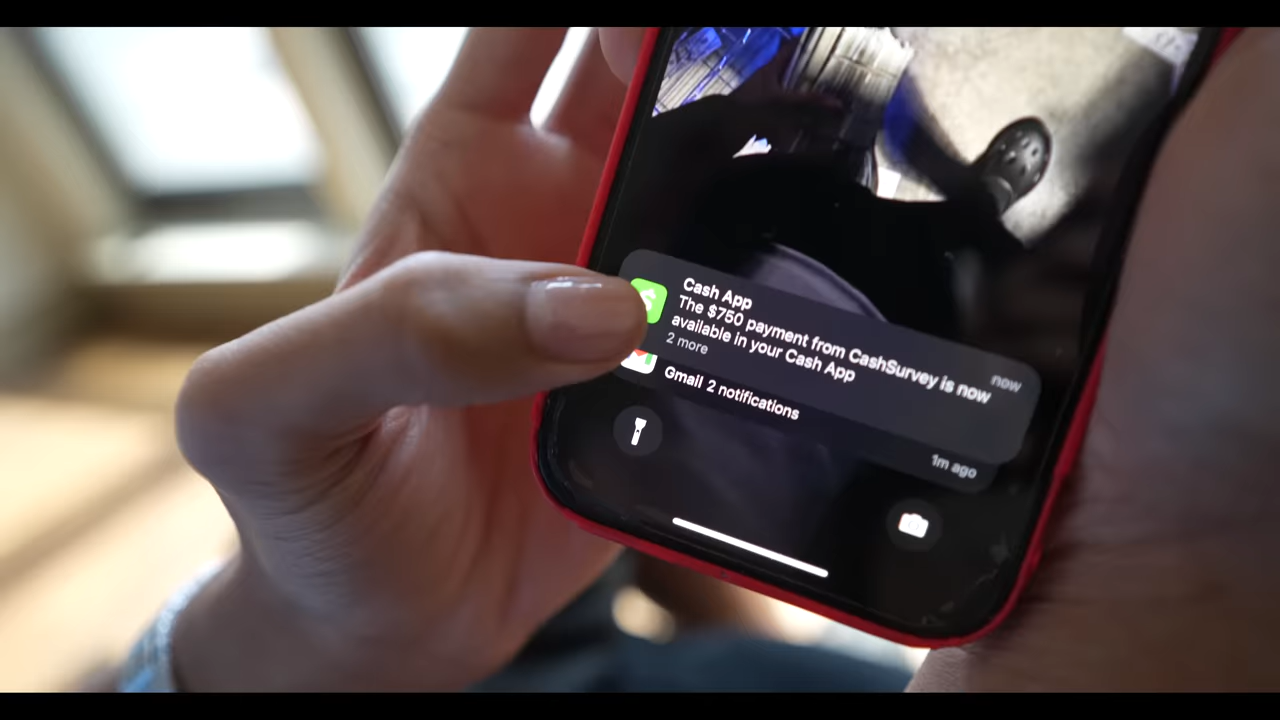 Cash App
now
The $750 payment from CashSurvey is now
available in your Cash App
2 more
Gmail 2 notifications
1m ago